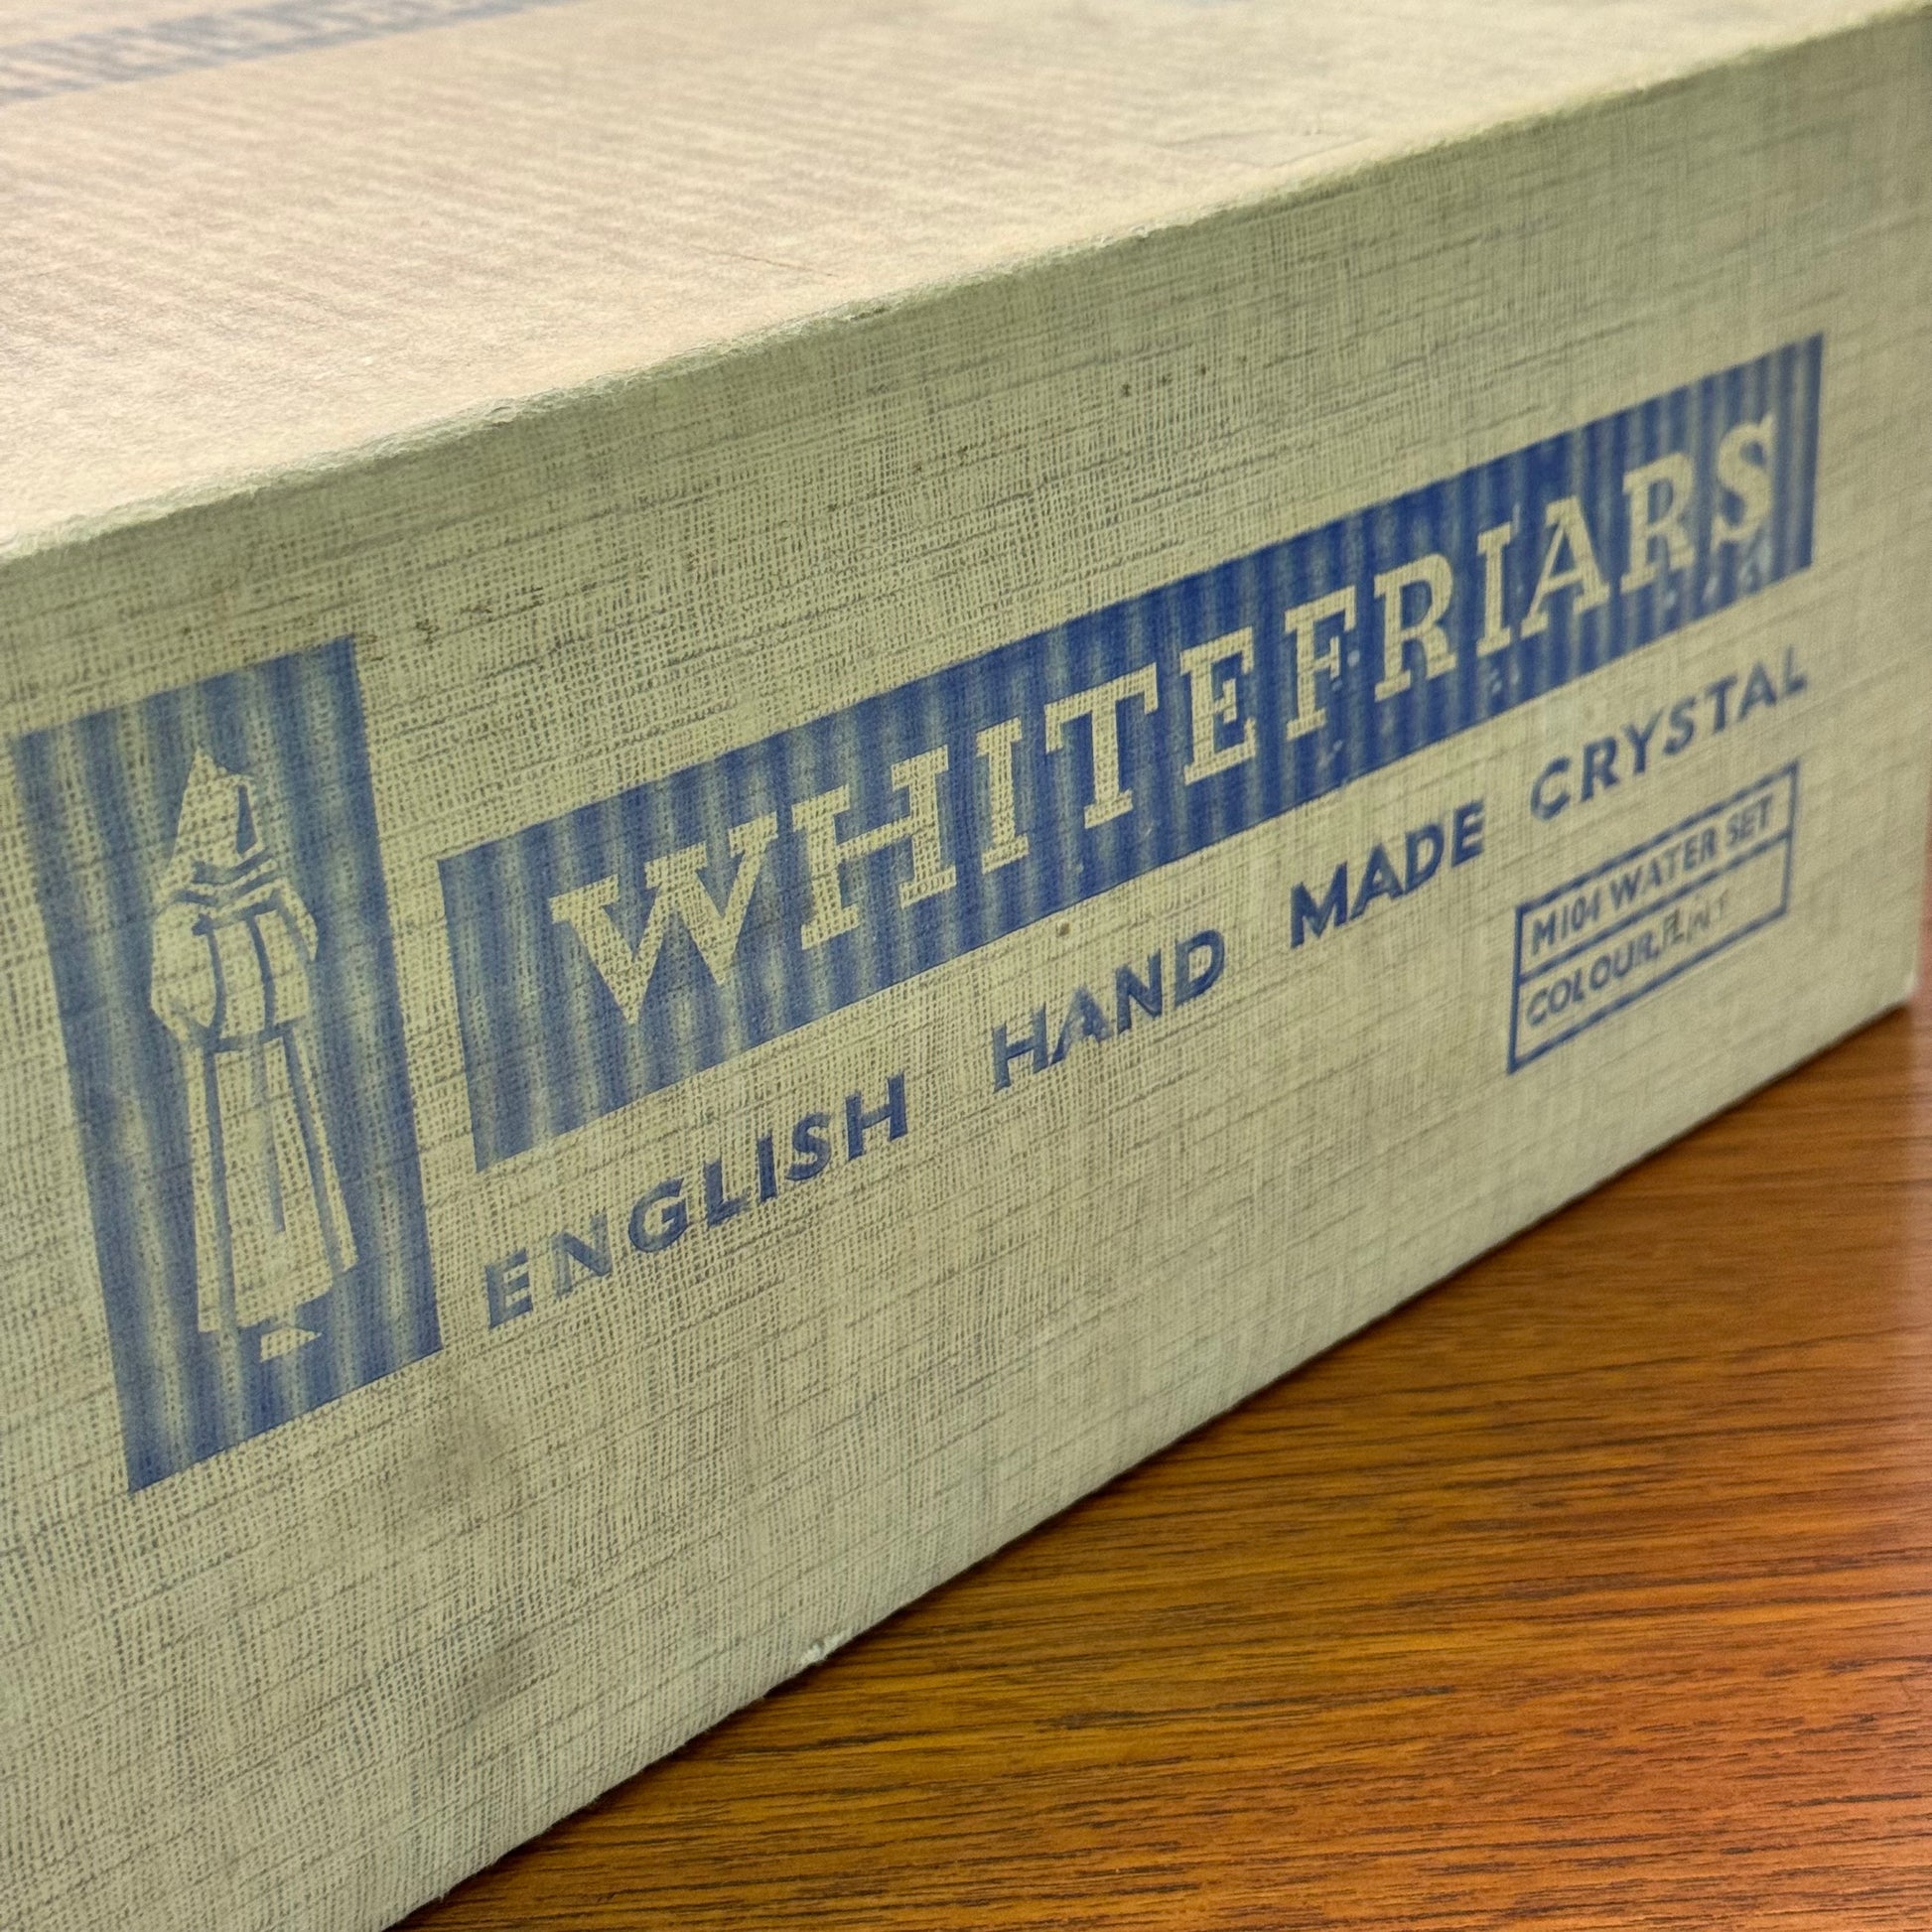 WHITEFRIARS
ENGLISH HAND MADE CRYSTAL
M104 WATER SET
COLOUR